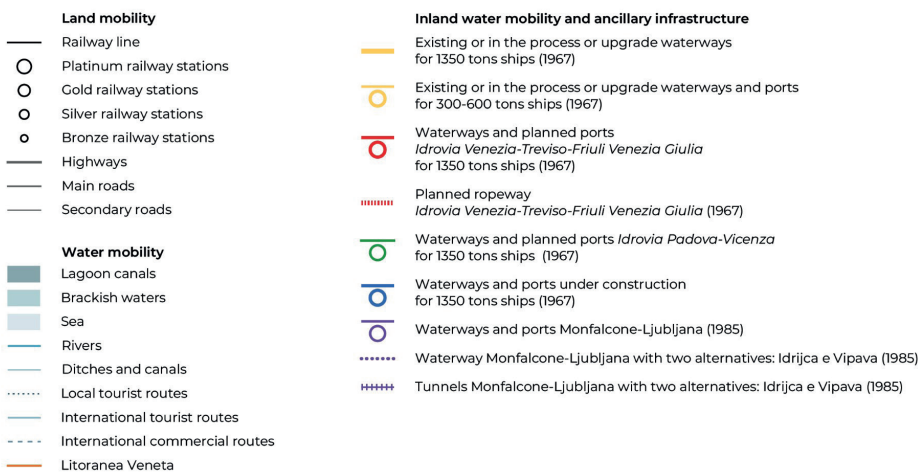 Land mobility
Railway line
Platinum railway stations
Gold railway stations
Silver railway stations
Bronze railway stations
Highways
Main roads
Secondary roads
Water mobility
Lagoon canals
Brackish waters
Sea
Rivers
Ditches and canals
Local tourist routes
International tourist routes
International commercial routes
Litoranea Veneta
Inland water mobility and ancillary infrastructure
Existing or in the process or upgrade waterways
for 1350 tons ships (1967)
Existing or in the process or upgrade waterways and ports
for 300-600 tons ships (1967)
Waterways and planned ports
Idrovia Venezia-Treviso-Friuli Venezia Giulia
for 1350 tons ships (1967)
Planned ropeway
Idrovia Venezia-Treviso-Friuli Venezia Giulia (1967)
Waterways and planned ports Idrovia Padova-Vicenza
for 1350 tons ships (1967)
Waterways and ports under construction
for 1350 tons ships (1967)
Waterways and ports Monfalcone-Ljubljana (1985)
Waterway Monfalcone-Ljubljana with two alternatives: Idrijca e Vipava (1985)
Tunnels Monfalcone-Ljubljana with two alternatives: Idrijca e Vipava (1985)